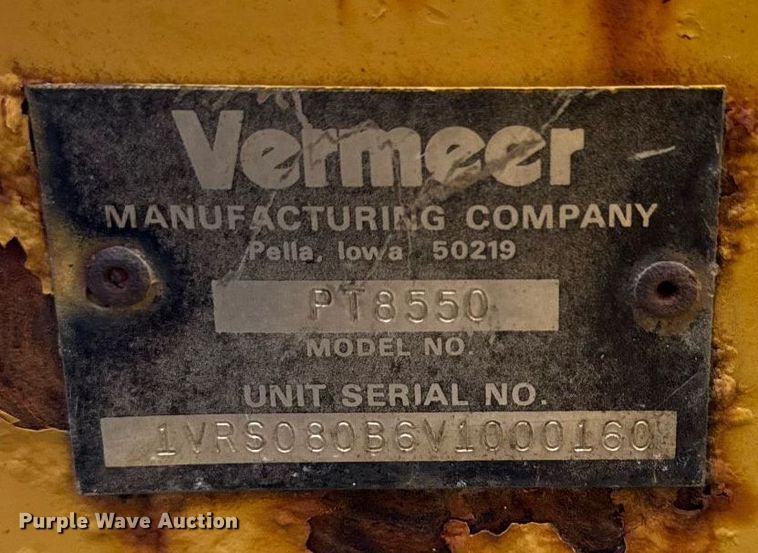 Vermeer
MANUFACTURING COMPANY
Pella, Iowa 50219
PT8550
MODEL NO.
UNIT SERIAL NO.
1VRS080B6V1000160
Purple Wave Auction